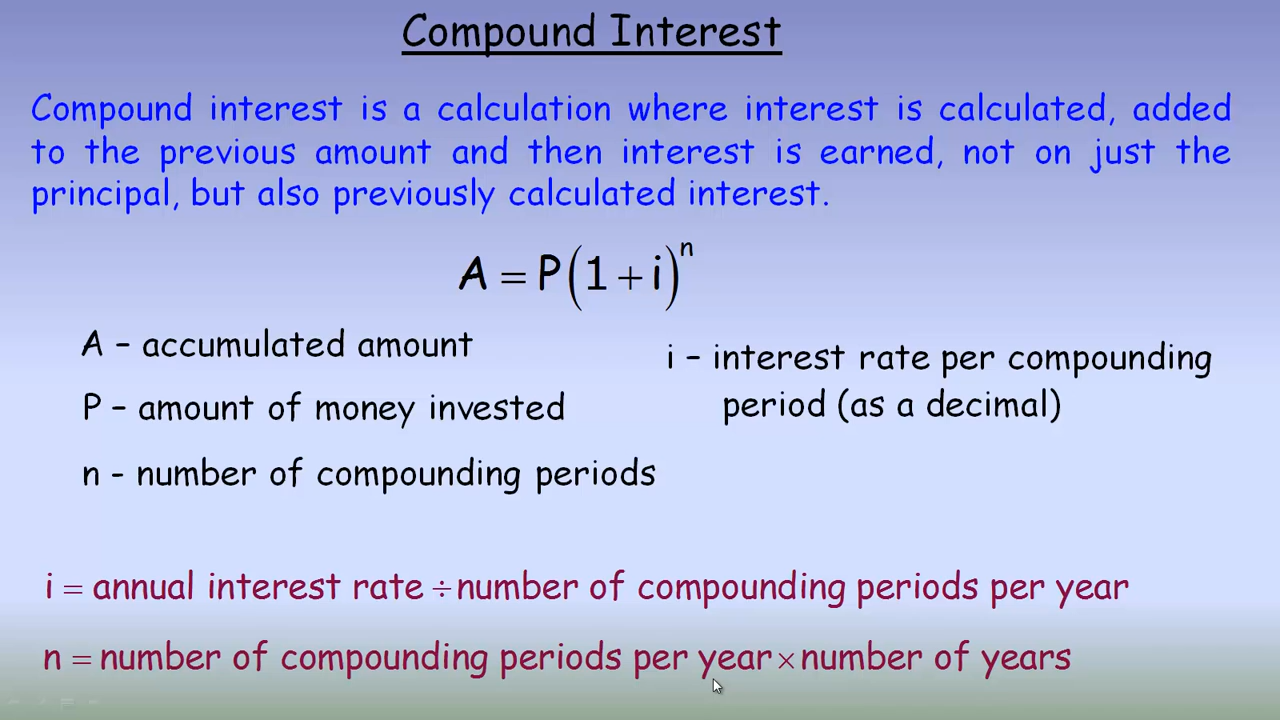 Compound Interest
Compound interest is a calculation where interest is calculated, added
to the previous amount and then interest is earned, not on just the
principal, but also previously calculated interest.
A = P(1 + i)^n
A – accumulated amount
P – amount of money invested
n - number of compounding periods
i – interest rate per compounding
period (as a decimal)
i = annual interest rate ÷ number of compounding periods per year
n = number of compounding periods per year × number of years